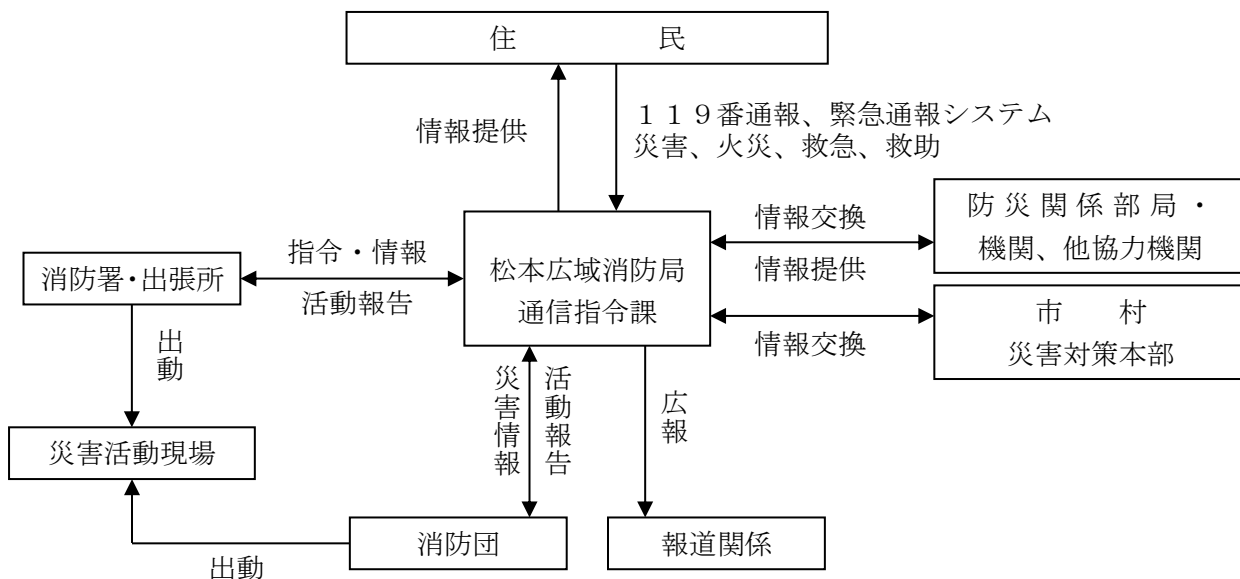 住　　　　民
情報提供
１１９番通報、緊急通報システム
災害、火災、救急、救助
情報交換
情報提供
防災関係部局・
機関、他協力機関
指令・情報
活動報告
消防署・出張所
松本広域消防局
通信指令課
情報交換
市　　村
災害対策本部
出動
災害情報
活動報告
広報
災害活動現場
消防団
報道関係
出動